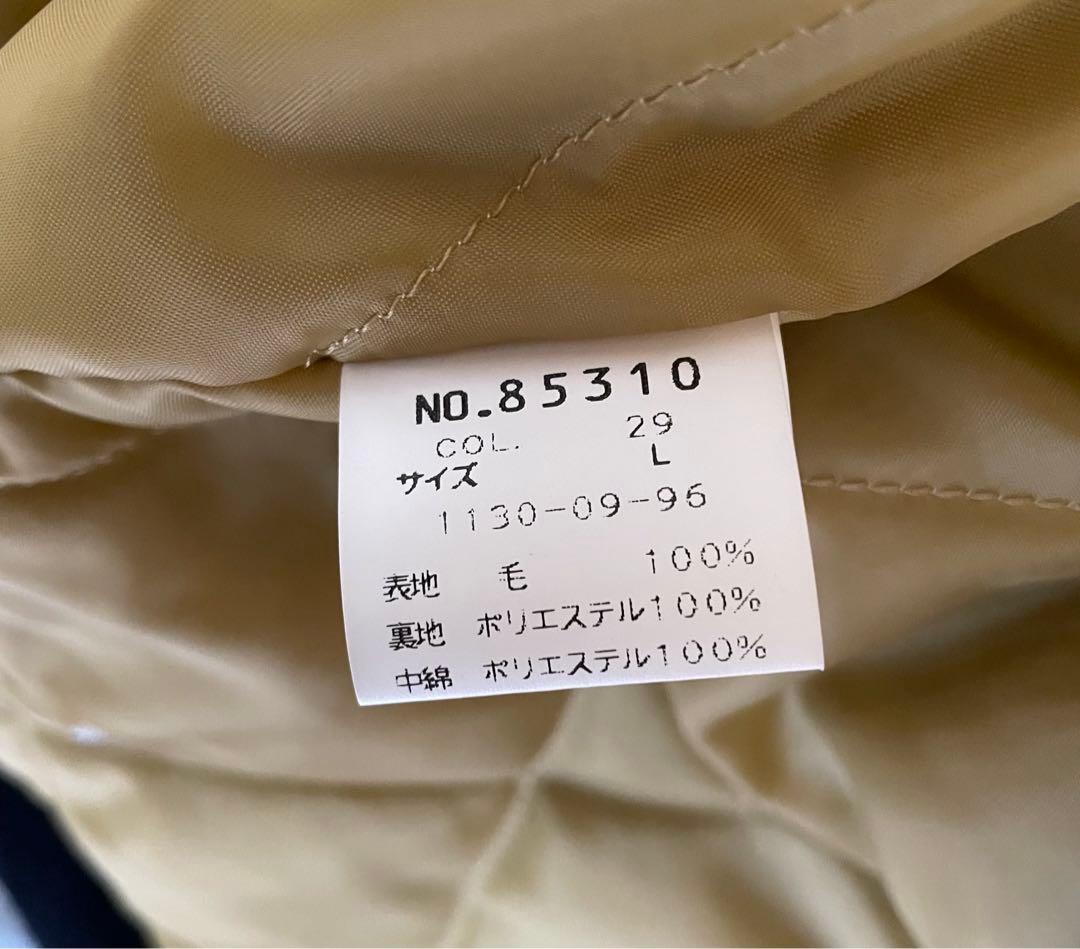 NO.85310
COL. 29
サイズ L
1130-09-96
表地 毛 100%
裏地 ポリエステル100%
中綿 ポリエステル100%